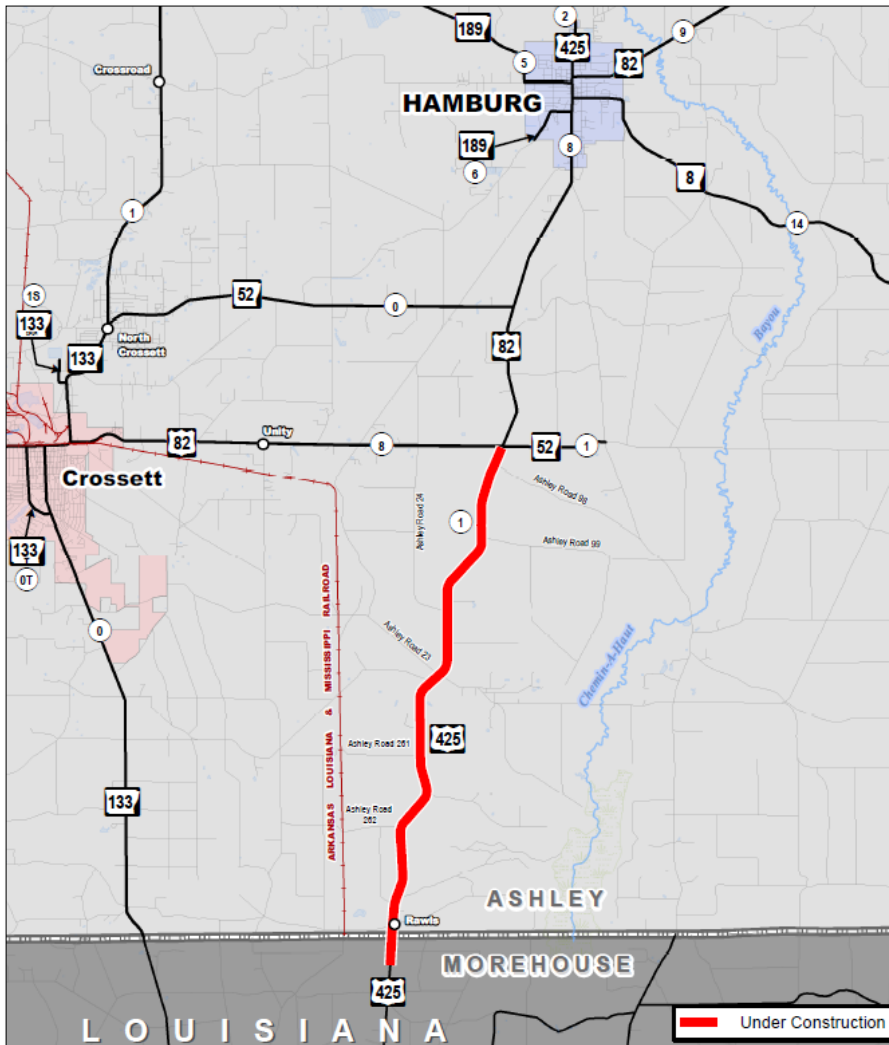 2
189
425
9
5
82
Crossroad
HAMBURG
8
189
6
8
14
1
1S
52
0
133
North
Crossett
133
82
Bayou
Unity
82
8
52
1
Crossett
Ashley Road 24
Ashley Road 98
1
Ashley Road 99
133
0T
0
ARKANSAS LOUISIANA & MISSISSIPPI RAILROAD
Ashley Road 23
Chemin-A-Haut
425
Ashley Road 261
133
Ashley Road
262
ASHLEY
Rawls
MOREHOUSE
425
LOUISIANA
Under Construction